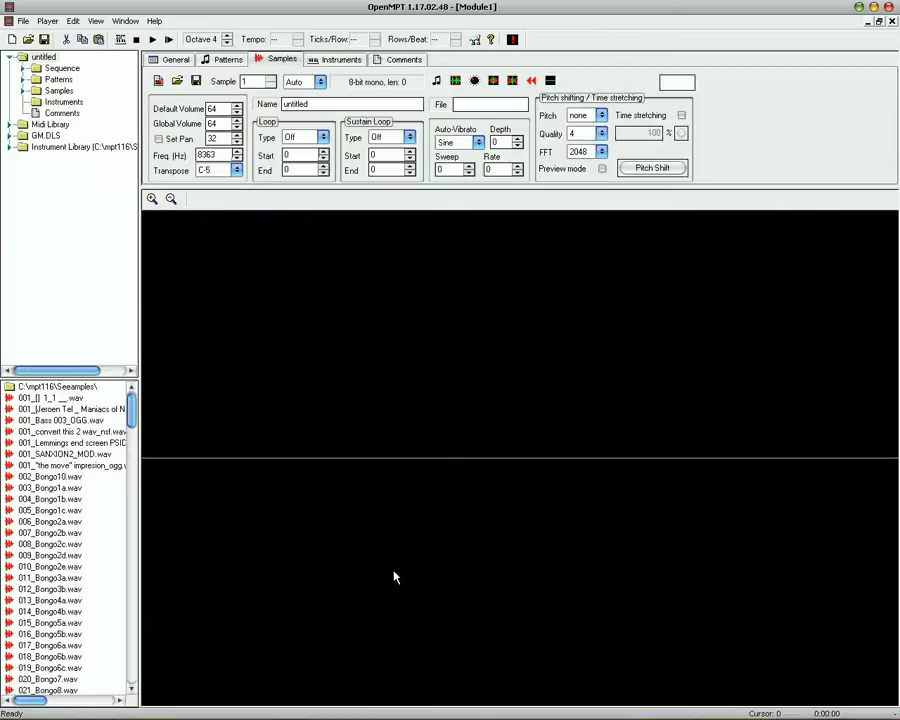 OpenMPT 1.17.02.48 - [Module1]
File Player Edit View Window Help
Octave 4 Tempo: --- Ticks/Row: --- Rows/Beat: ---
General Patterns Samples Instruments Comments
Sample 1 Auto 8-bit mono, len: 0
Default Volume 64
Global Volume 64
Set Pan 32
Freq. (Hz) 8363
Transpose C-5
Name untitled
File
Loop
Type Off
Start 0
End 0
Sustain Loop
Type Off
Start 0
End 0
Auto-Vibrato Depth
Sine 0
Sweep Rate
0 0
Pitch shifting / Time stretching
Pitch none Time stretching
Quality 4 100 %
FFT 2048
Preview mode Pitch Shift
untitled
Sequence
Patterns
Samples
Instruments
Comments
Midi Library
GM.DLS
Instrument Library (C:\mpt116\S
C:\mpt116\Seeamples\
001_[] 1_1 __.wav
001_[Jeroen Tel _ Maniacs of N
001_Bass 003_OGG.wav
001_convert this 2 wav_nsf.wav
001_Lemmings end screen PSID
001_SANXION2_MOD.wav
001_"the move" impresion_ogg.w
002_Bongo10.wav
003_Bongo1a.wav
004_Bongo1b.wav
005_Bongo1c.wav
006_Bongo2a.wav
007_Bongo2b.wav
008_Bongo2c.wav
009_Bongo2d.wav
010_Bongo2e.wav
011_Bongo3a.wav
012_Bongo3b.wav
013_Bongo4a.wav
014_Bongo4b.wav
015_Bongo5a.wav
016_Bongo5b.wav
017_Bongo6a.wav
018_Bongo6b.wav
019_Bongo6c.wav
020_Bongo7.wav
021_Bongo8.wav
Ready Cursor: 0 0:00:00